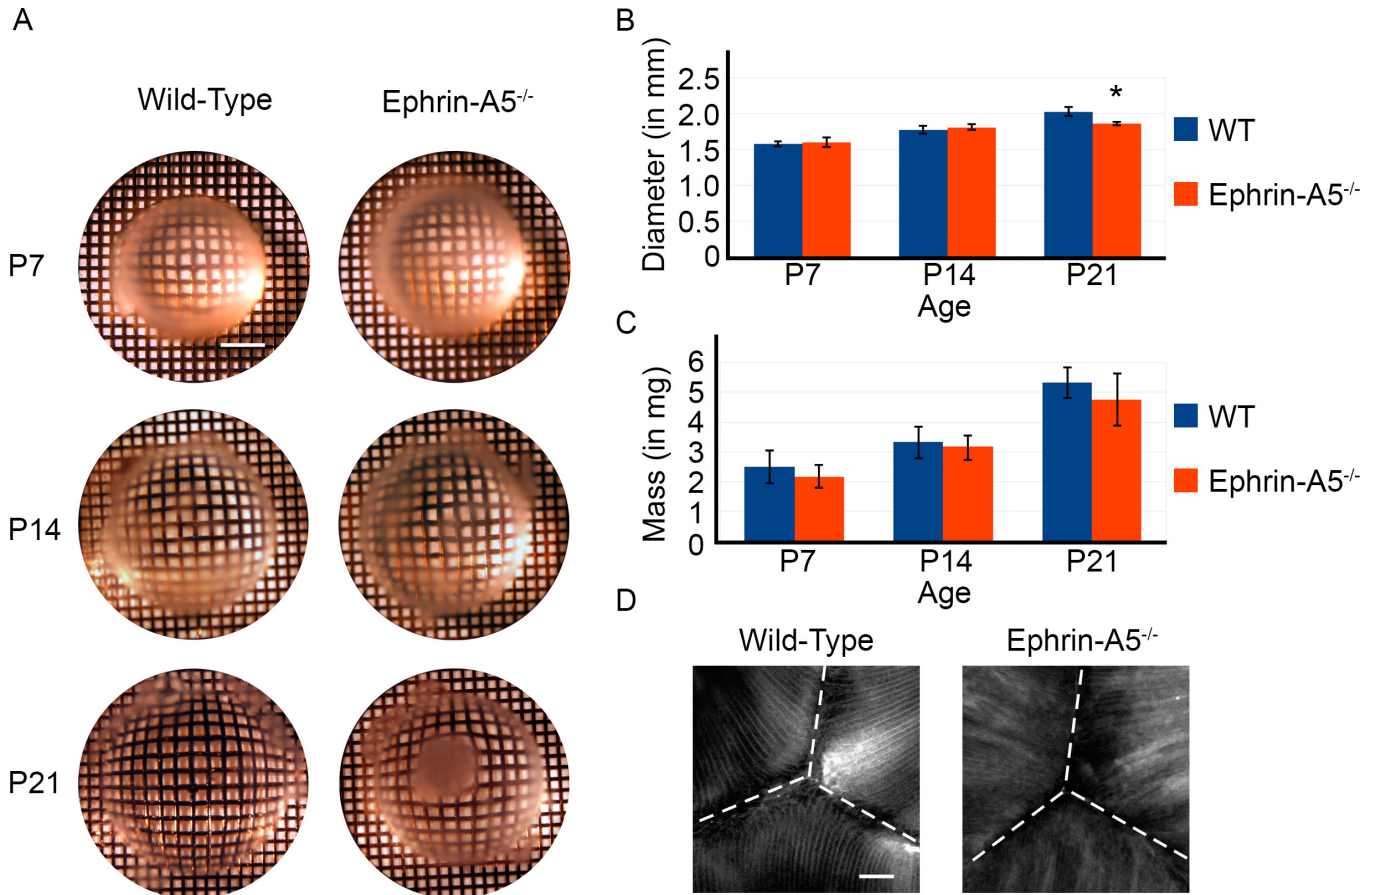 A
Wild-Type
Ephrin-A5-/-
P7
P14
P21
B
Diameter (in mm)
2.5
2.0
1.5
1.0
0.5
0
*
P7
P14
P21
Age
WT
Ephrin-A5-/-
C
Mass (in mg)
6
5
4
3
2
1
0
P7
P14
P21
Age
WT
Ephrin-A5-/-
D
Wild-Type
Ephrin-A5-/-